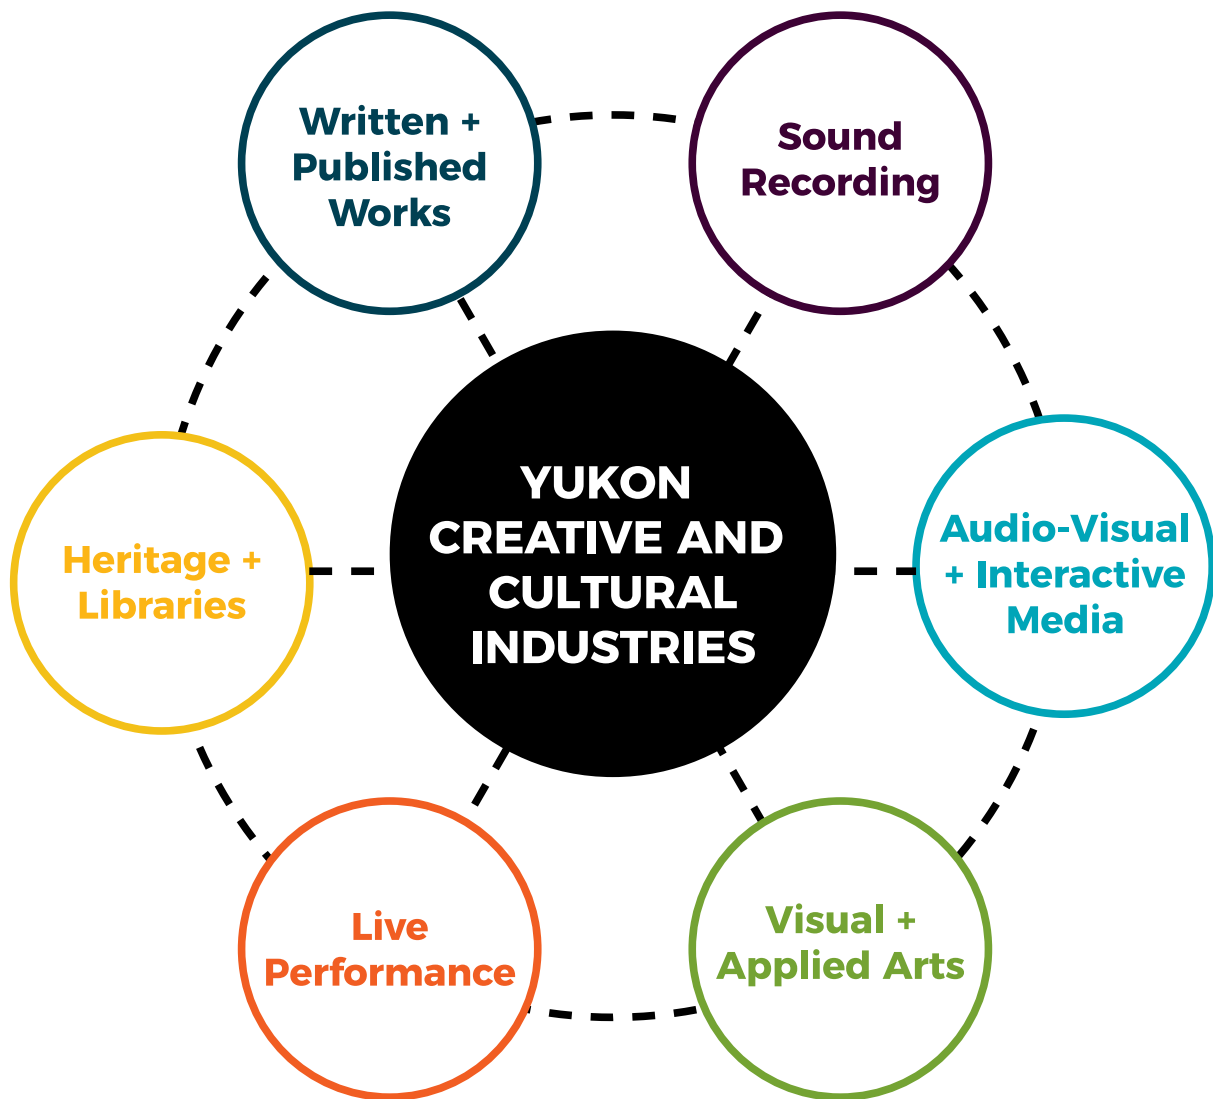 Written +
Published
Works
Sound
Recording
YUKON
CREATIVE AND
CULTURAL
INDUSTRIES
Audio-Visual
+ Interactive
Media
Heritage +
Libraries
Live
Performance
Visual +
Applied Arts